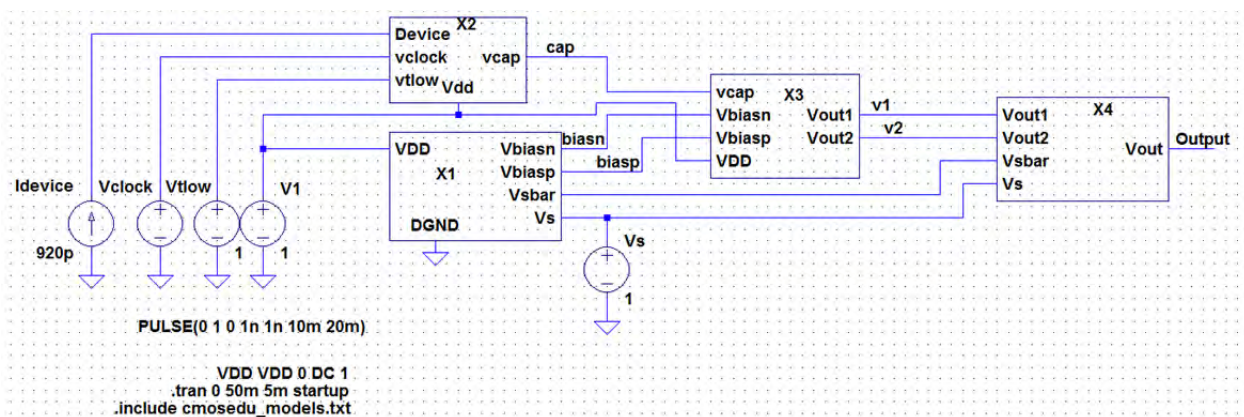 X2
Device
vclock
vtlow
vcap
Vdd
cap
X3
vcap
Vbiasn
Vbiasp
VDD
Vout1
Vout2
v1
v2
X4
Vout1
Vout2
Vsbar
Vs
Vout
Output
X1
VDD
DGND
Vbiasn
Vbiasp
Vsbar
Vs
biasn
biasp
Idevice
920p
Vclock
Vtlow
1
V1
1
Vs
1
PULSE(0 1 0 1n 1n 10m 20m)
VDD VDD 0 DC 1
.tran 0 50m 5m startup
.include cmosedu_models.txt